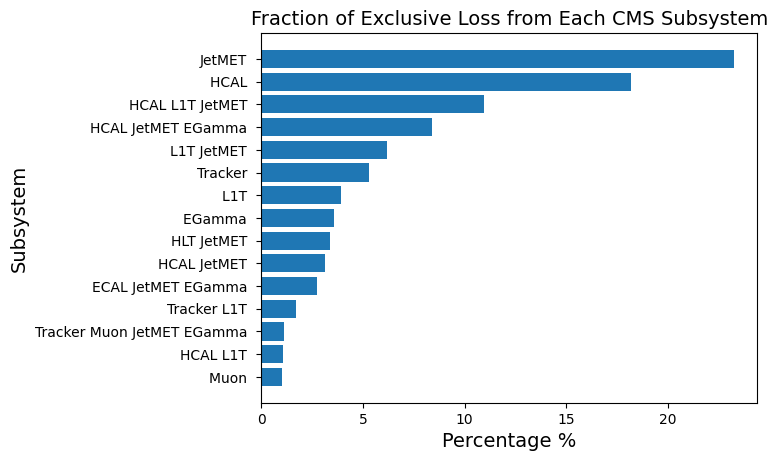 Fraction of Exclusive Loss from Each CMS Subsystem
JetMET
HCAL
HCAL L1T JetMET
HCAL JetMET EGamma
L1T JetMET
Tracker
L1T
EGamma
HLT JetMET
HCAL JetMET
ECAL JetMET EGamma
Tracker L1T
Tracker Muon JetMET EGamma
HCAL L1T
Muon
Subsystem
0 5 10 15 20
Percentage %